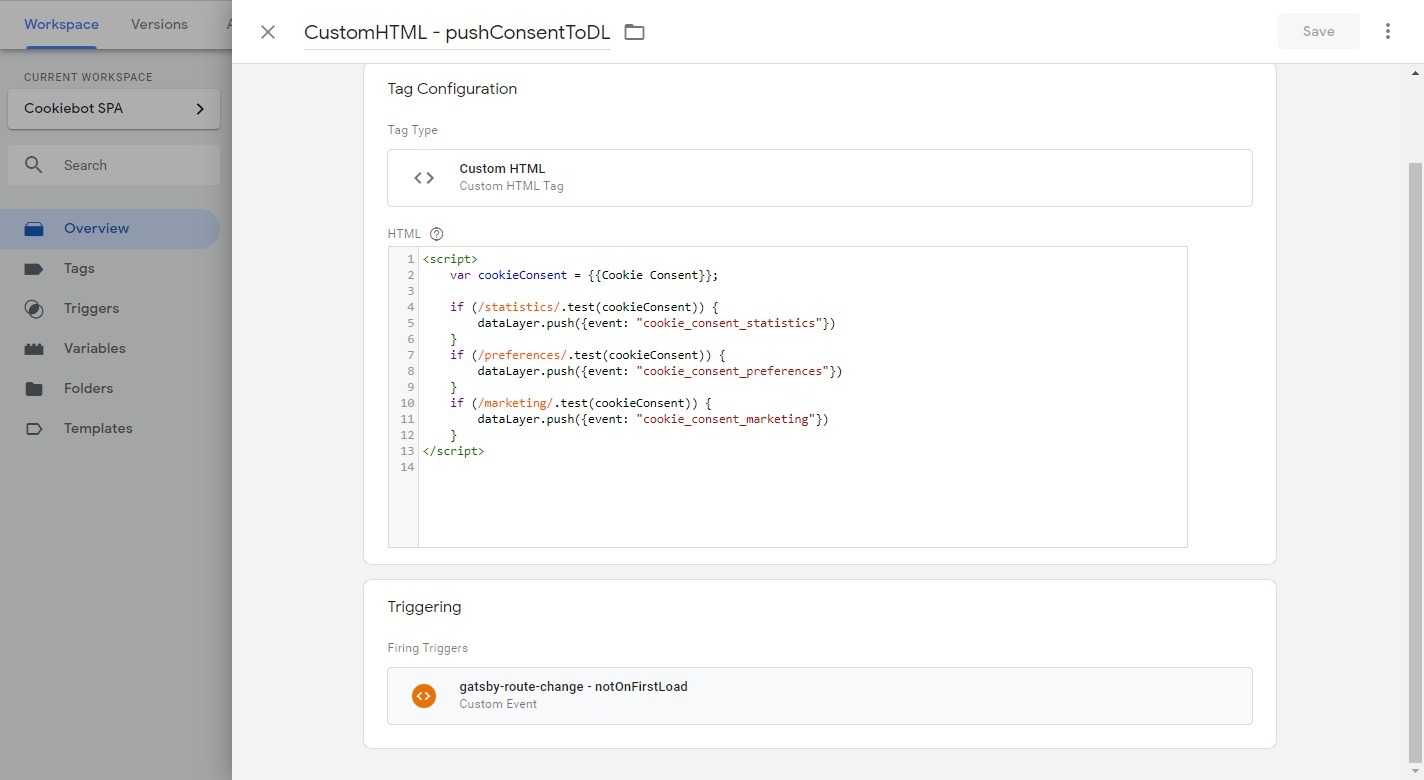 Workspace
Versions
CustomHTML - pushConsentToDL
Save
CURRENT WORKSPACE
Cookiebot SPA
Search
Overview
Tags
Triggers
Variables
Folders
Templates
Tag Configuration
Tag Type
Custom HTML
Custom HTML Tag
HTML
1 <script>
2     var cookieConsent = {{Cookie Consent}};
3
4     if (/statistics/.test(cookieConsent)) {
5         dataLayer.push({event: "cookie_consent_statistics"})
6     }
7     if (/preferences/.test(cookieConsent)) {
8         dataLayer.push({event: "cookie_consent_preferences"})
9     }
10     if (/marketing/.test(cookieConsent)) {
11         dataLayer.push({event: "cookie_consent_marketing"})
12     }
13 </script>
14
Triggering
Firing Triggers
gatsby-route-change - notOnFirstLoad
Custom Event